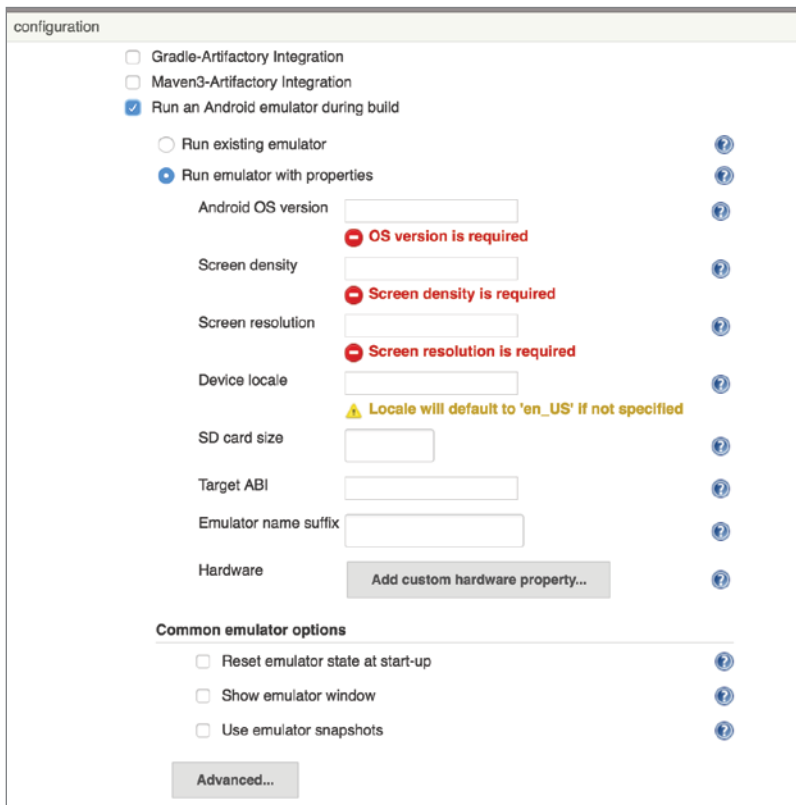 configuration
Gradle-Artifactory Integration
Maven3-Artifactory Integration
Run an Android emulator during build
Run existing emulator
Run emulator with properties
Android OS version
OS version is required
Screen density
Screen density is required
Screen resolution
Screen resolution is required
Device locale
Locale will default to 'en_US' if not specified
SD card size
Target ABI
Emulator name suffix
Hardware Add custom hardware property...
Common emulator options
Reset emulator state at start-up
Show emulator window
Use emulator snapshots
Advanced...